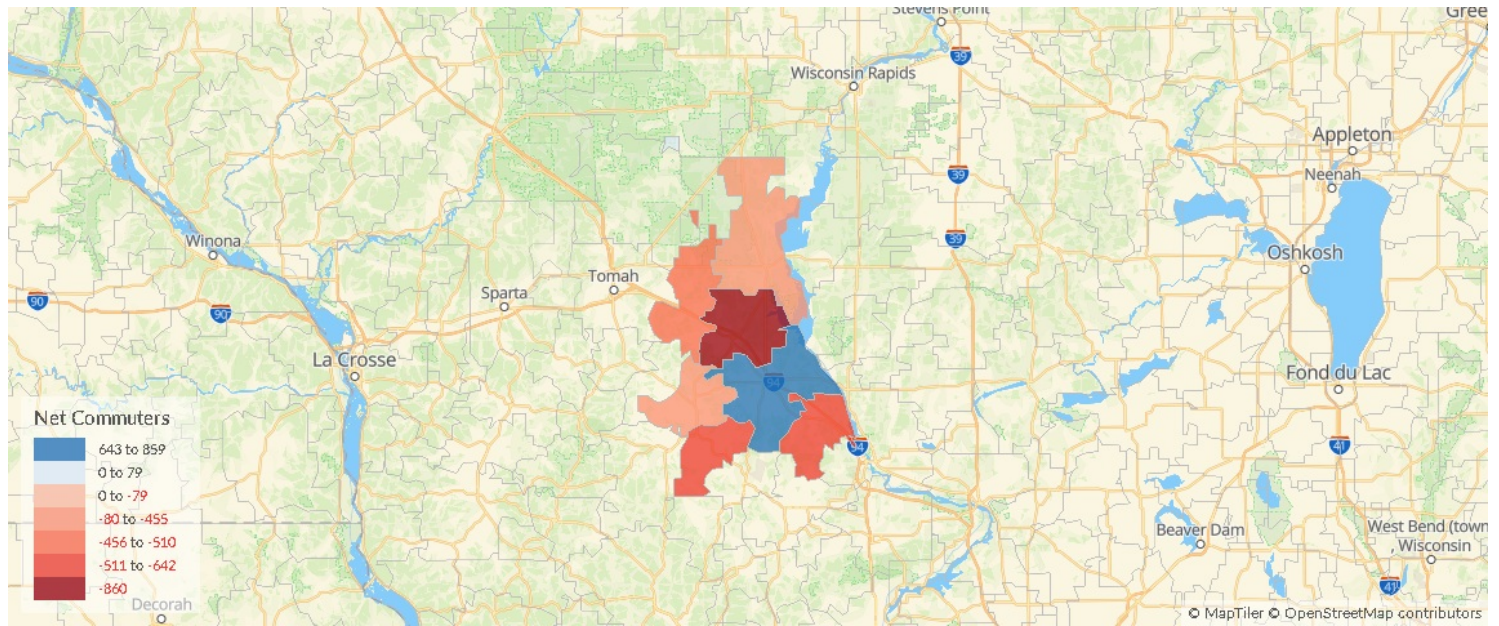 Stevens Point
Gree
39
Wisconsin Rapids
Appleton
39
Neenah
Winona
39
Oshkosh
Tomah
Sparta
90
90
La Crosse
Fond du Lac
94
Net Commuters
643 to 859
0 to 79
0 to -79
-80 to -455
-456 to -510
-511 to -642
-860
94
41
Beaver Dam
West Bend (town)
, Wisconsin
41
Decorah
© MapTiler © OpenStreetMap contributors